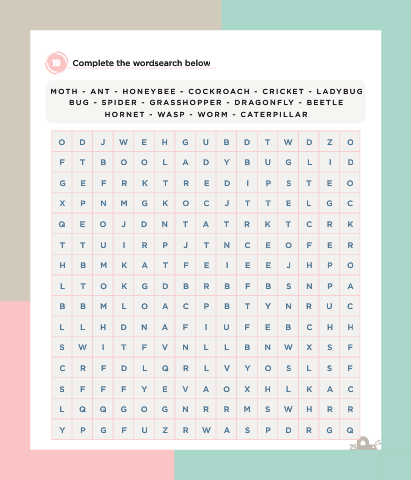 Complete the wordsearch below
MOTH - ANT - HONEYBEE - COCKROACH - CRICKET - LADYBUG
BUG - SPIDER - GRASSHOPPER - DRAGONFLY - BEETLE
HORNET - WASP - WORM - CATERPILLAR
O D J W E H G U B D T W D Z O
F T B O O L A D Y B U G L I D
G E F R K T R E D I P S T E O
X P N M G K O C J T T E L G C
Q E O J D N T A T R K T C R K
T T U I R P J T N C E O F E R
H B M K A T F E I E E J H P O
L T O K G D B R B F B S N P A
B B M L O A C P B T Y N R U C
L L H D N A F I U F E B C H H
S W I T F V N L L B N W X S F
C R F D L Q R L V Y O S L S F
S F F F Y E V A O X H L K A C
L Q Q G O G N R R M S W H R R
Y P G F U Z R W A S P D R G Q